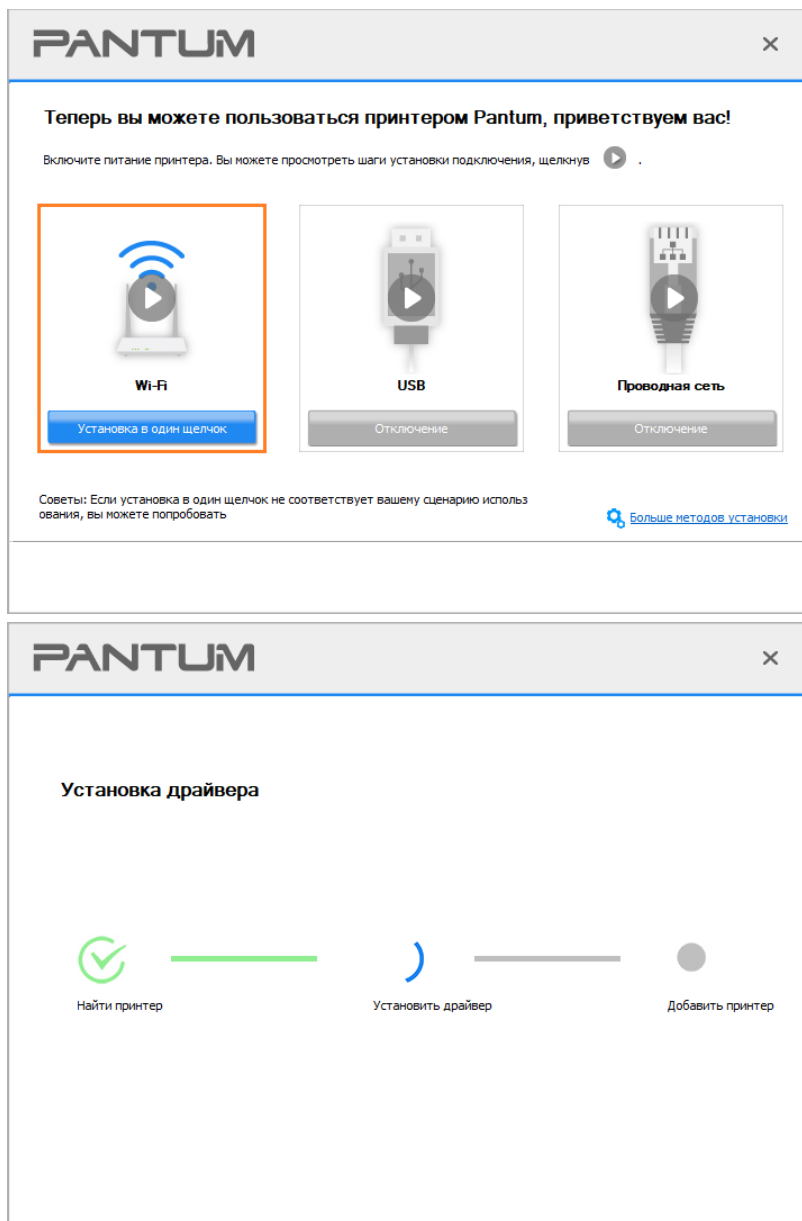 PANTUM
Теперь вы можете пользоваться принтером Pantum, приветствуем вас!
Включите питание принтера. Вы можете просмотреть шаги установки подключения, щелкнув .
Wi-Fi
USB
Проводная сеть
Установка в один щелчок
Отключение
Отключение
Советы: Если установка в один щелчок не соответствует вашему сценарию использ
ования, вы можете попробовать
Больше методов установки
PANTUM
Установка драйвера
Найти принтер
Установить драйвер
Добавить принтер